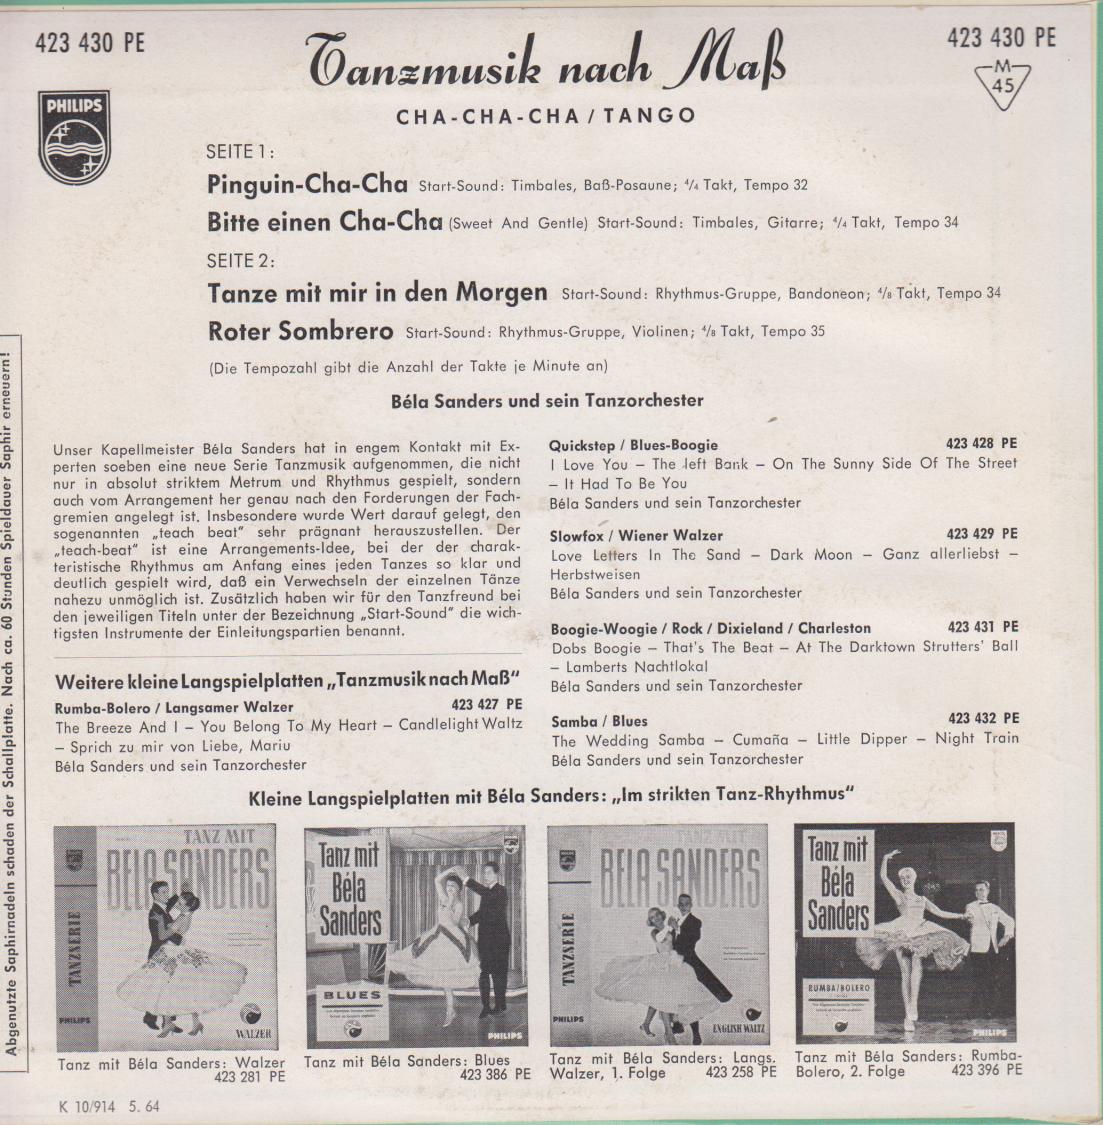 423 430 PE
Tanzmusik nach Maß
423 430 PE
M
45
PHILIPS
CHA-CHA-CHA / TANGO
SEITE 1:
Pinguin-Cha-Cha Start-Sound: Timbales, Baß-Posaune; 4/4 Takt, Tempo 32
Bitte einen Cha-Cha (Sweet And Gentle) Start-Sound: Timbales, Gitarre; 4/4 Takt, Tempo 34
SEITE 2:
Tanze mit mir in den Morgen Start-Sound: Rhythmus-Gruppe, Bandoneon; 4/8 Takt, Tempo 34
Roter Sombrero Start-Sound: Rhythmus-Gruppe, Violinen; 4/8 Takt, Tempo 35
(Die Tempozahl gibt die Anzahl der Takte je Minute an)
Béla Sanders und sein Tanzorchester
Unser Kapellmeister Béla Sanders hat in engem Kontakt mit Ex-
perten soeben eine neue Serie Tanzmusik aufgenommen, die nicht
nur in absolut striktem Metrum und Rhythmus gespielt, sondern
auch vom Arrangement her genau nach den Forderungen der Fach-
gremien angelegt ist. Insbesondere wurde Wert darauf gelegt, den
sogenannten „teach beat" sehr prägnant herauszustellen. Der
„teach-beat" ist eine Arrangements-Idee, bei der der charak-
teristische Rhythmus am Anfang eines jeden Tanzes so klar und
deutlich gespielt wird, daß ein Verwechseln der einzelnen Tänze
nahezu unmöglich ist. Zusätzlich haben wir für den Tanzfreund bei
den jeweiligen Titeln unter der Bezeichnung „Start-Sound" die wich-
tigsten Instrumente der Einleitungspartien benannt.
Weitere kleine Langspielplatten „Tanzmusik nach Maß"
Rumba-Bolero / Langsamer Walzer 423 427 PE
The Breeze And I – You Belong To My Heart – Candlelight Waltz
– Sprich zu mir von Liebe, Mariu
Béla Sanders und sein Tanzorchester
Quickstep / Blues-Boogie 423 428 PE
I Love You – The left Bank – On The Sunny Side Of The Street
– It Had To Be You
Béla Sanders und sein Tanzorchester
Slowfox / Wiener Walzer 423 429 PE
Love Letters In The Sand – Dark Moon – Ganz allerliebst –
Herbstweisen
Béla Sanders und sein Tanzorchester
Boogie-Woogie / Rock / Dixieland / Charleston 423 431 PE
Dobs Boogie – That's The Beat – At The Darktown Strutters' Ball
– Lamberts Nachtlokal
Béla Sanders und sein Tanzorchester
Samba / Blues 423 432 PE
The Wedding Samba – Cumaña – Little Dipper – Night Train
Béla Sanders und sein Tanzorchester
Kleine Langspielplatten mit Béla Sanders: „Im strikten Tanz-Rhythmus"
TANZ MIT
BELA SANDERS
TANZSERIE
PHILIPS
WALZER
Tanz mit
Béla
Sanders
BLUES
PHILIPS
TANZ MIT
BELA SANDERS
TANZSERIE
PHILIPS
ENGLISH WALTZ
Tanz mit
Béla
Sanders
RUMBA/BOLERO
PHILIPS
Tanz mit Béla Sanders: Walzer
423 281 PE
Tanz mit Béla Sanders: Blues
423 386 PE
Tanz mit Béla Sanders: Langs.
Walzer, 1. Folge 423 258 PE
Tanz mit Béla Sanders: Rumba-
Bolero, 2. Folge 423 396 PE
K 10/914 5. 64
Abgenutzte Saphirnadeln schaden der Schallplatte. Nach ca. 60 Stunden Spieldauer Saphir erneuern!